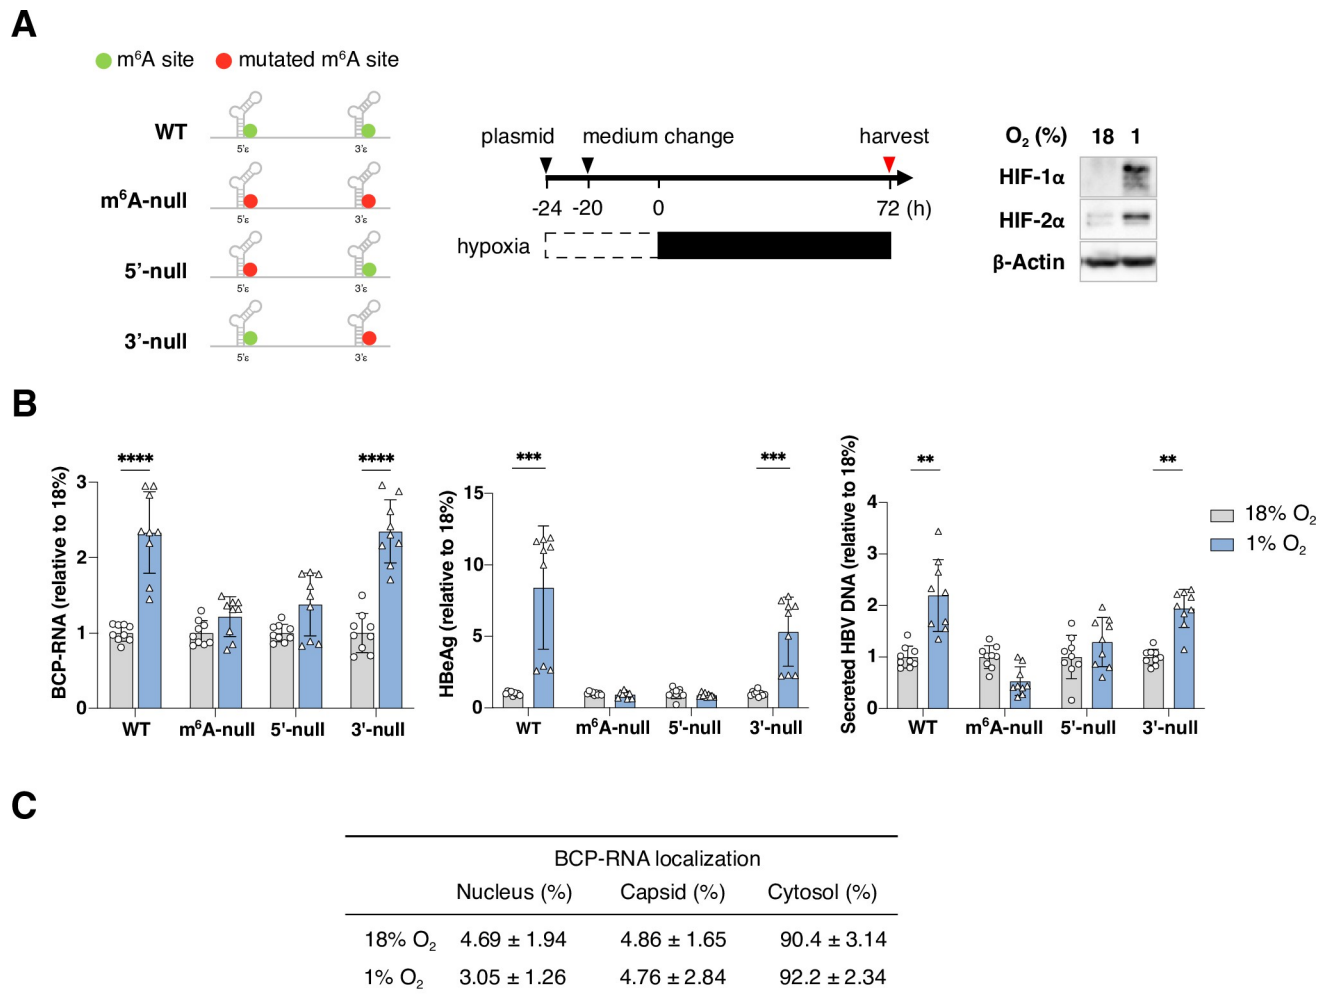 A
m⁶A site
mutated m⁶A site
WT
5'ε
3'ε
m⁶A-null
5'ε
3'ε
5’-null
5'ε
3'ε
3’-null
5'ε
3'ε
plasmid
medium change
harvest
-24
-20
0
72 (h)
hypoxia
O₂ (%)
18
1
HIF-1α
HIF-2α
β-Actin
B
BCP-RNA (relative to 18%)
3
2
1
0
****
****
WT
m⁶A-null
5'-null
3'-null
HBeAg (relative to 18%)
15
10
5
0
***
***
WT
m⁶A-null
5'-null
3'-null
Secreted HBV DNA (relative to 18%)
4
3
2
1
0
**
**
WT
m⁶A-null
5'-null
3'-null
18% O₂
1% O₂
C
BCP-RNA localization
Nucleus (%) Capsid (%) Cytosol (%)
18% O₂ 4.69 ± 1.94 4.86 ± 1.65 90.4 ± 3.14
1% O₂ 3.05 ± 1.26 4.76 ± 2.84 92.2 ± 2.34